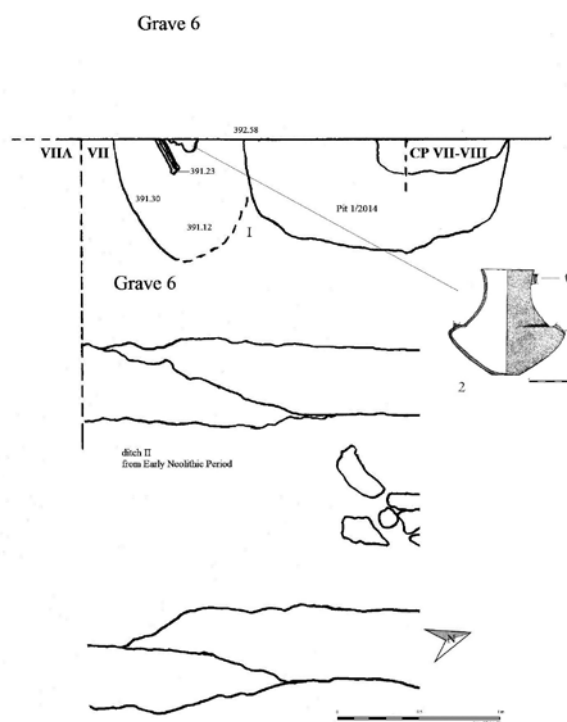 Grave 6
392.58
VIIA VII CP VII-VIII
391.23
391.30
Pit 1/2014
391.12
1
Grave 6
2
ditch II
from Early Neolithic Period
N